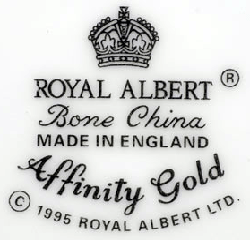 ROYAL ALBERT ®
Bone China
MADE IN ENGLAND
Affinity Gold
© 1995 ROYAL ALBERT LTD.